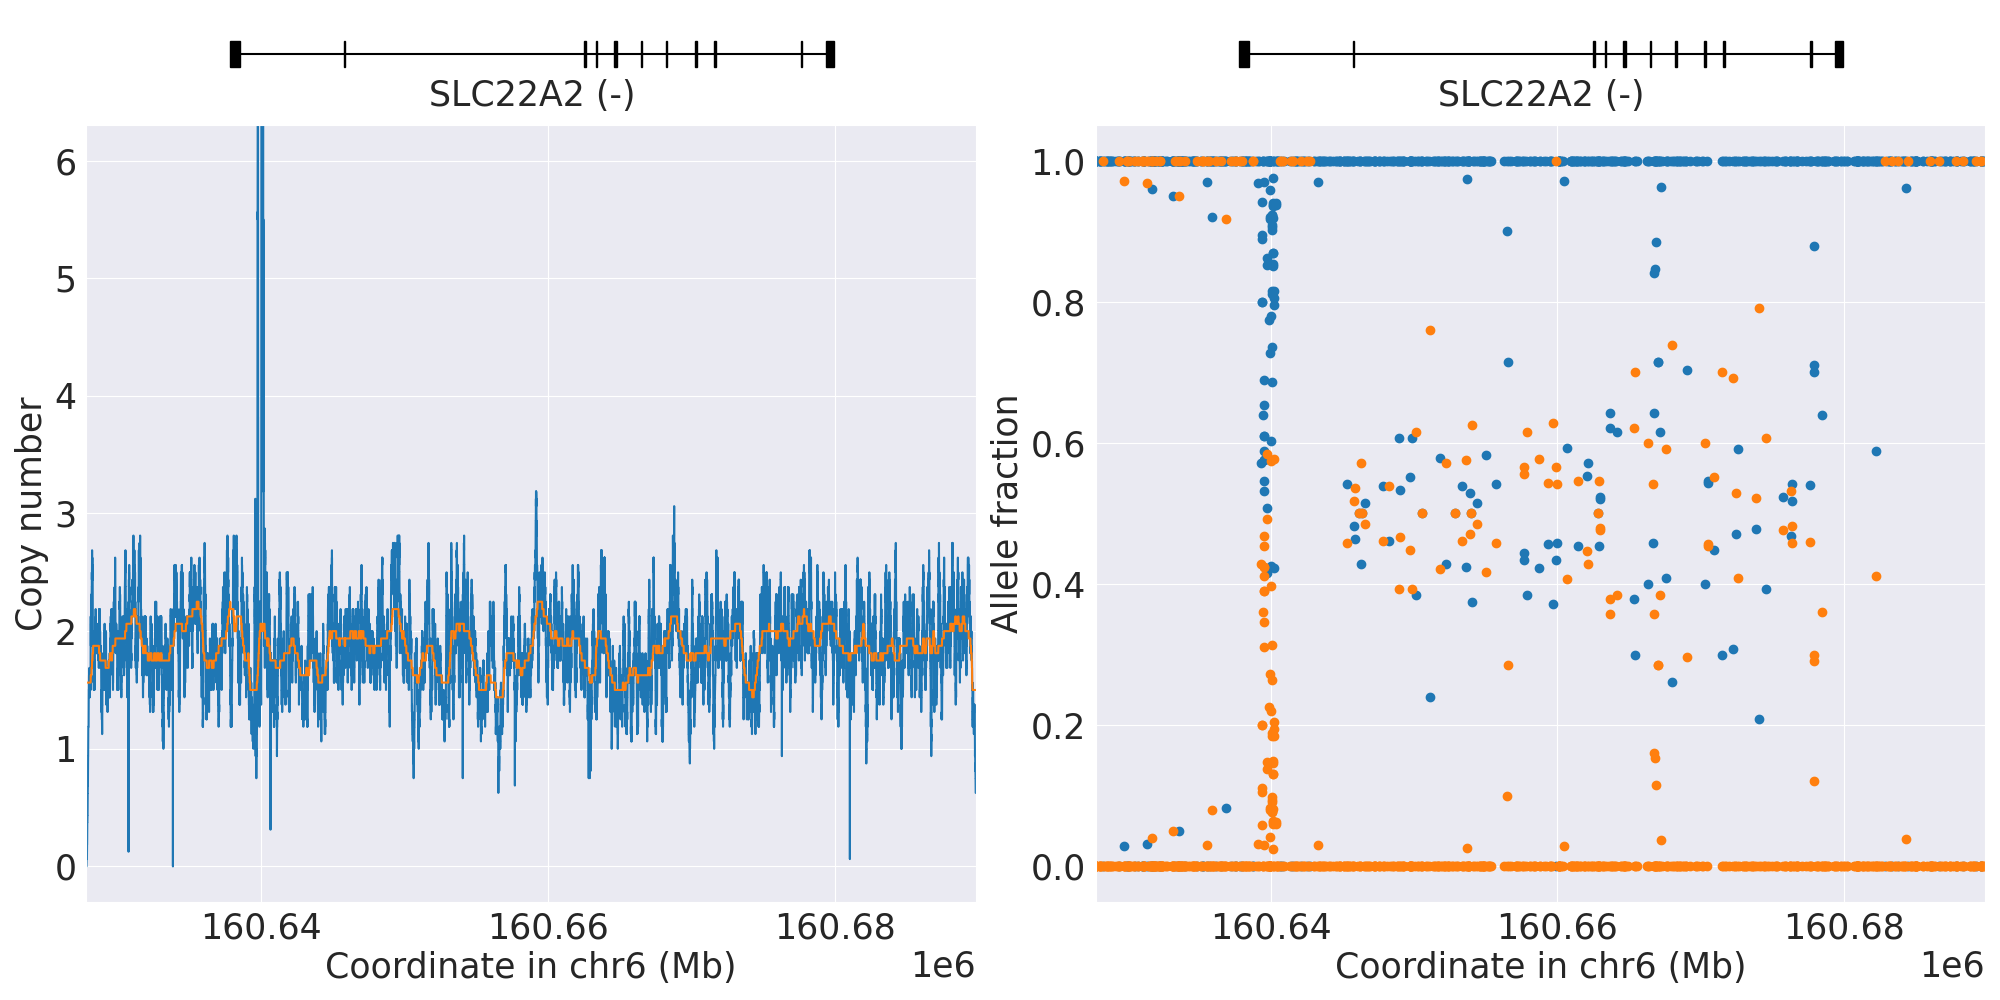 SLC22A2 (-)
6
5
4
3
2
1
0
Copy number
160.64
160.66
160.68
Coordinate in chr6 (Mb)
1e6
SLC22A2 (-)
1.0
0.8
0.6
0.4
0.2
0.0
Allele fraction
160.64
160.66
160.68
Coordinate in chr6 (Mb)
1e6